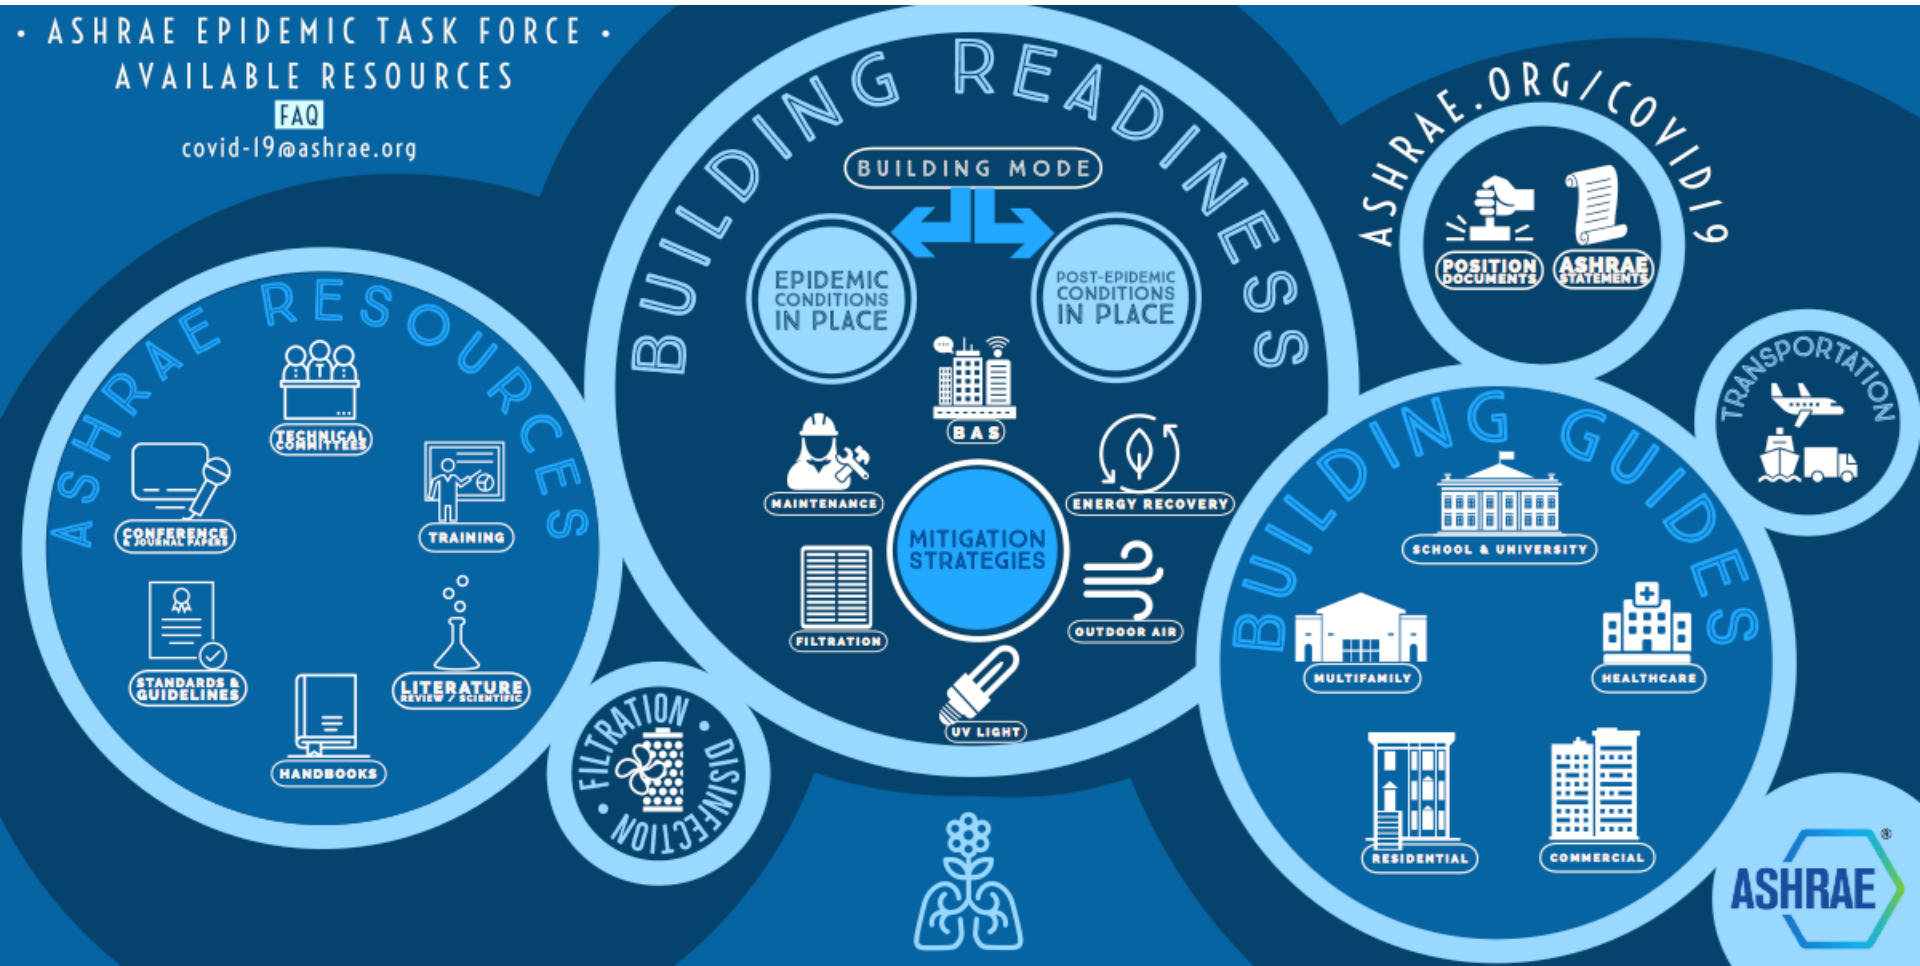 • ASHRAE EPIDEMIC TASK FORCE •
AVAILABLE RESOURCES
FAQ
covid-19@ashrae.org
ASHRAE RESOURCES
TECHNICAL
COMMITTEES
CONFERENCE
& JOURNAL PAPERS
TRAINING
STANDARDS &
GUIDELINES
LITERATURE
REVIEW / SCIENTIFIC
HANDBOOKS
• FILTRATION • DISINFECTION
BUILDING READINESS
BUILDING MODE
EPIDEMIC
CONDITIONS
IN PLACE
POST-EPIDEMIC
CONDITIONS
IN PLACE
BAS
MAINTENANCE
ENERGY RECOVERY
MITIGATION
STRATEGIES
FILTRATION
OUTDOOR AIR
UV LIGHT
ASHRAE.ORG/COVID19
POSITION
DOCUMENTS
ASHRAE
STATEMENTS
TRANSPORTATION
BUILDING GUIDES
SCHOOL & UNIVERSITY
MULTIFAMILY
HEALTHCARE
RESIDENTIAL
COMMERCIAL
ASHRAE®